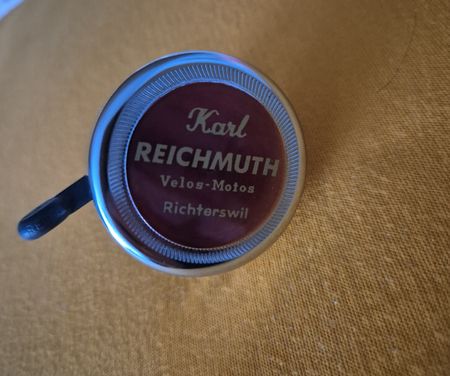 Karl
REICHMUTH
Velos-Motos
Richterswil